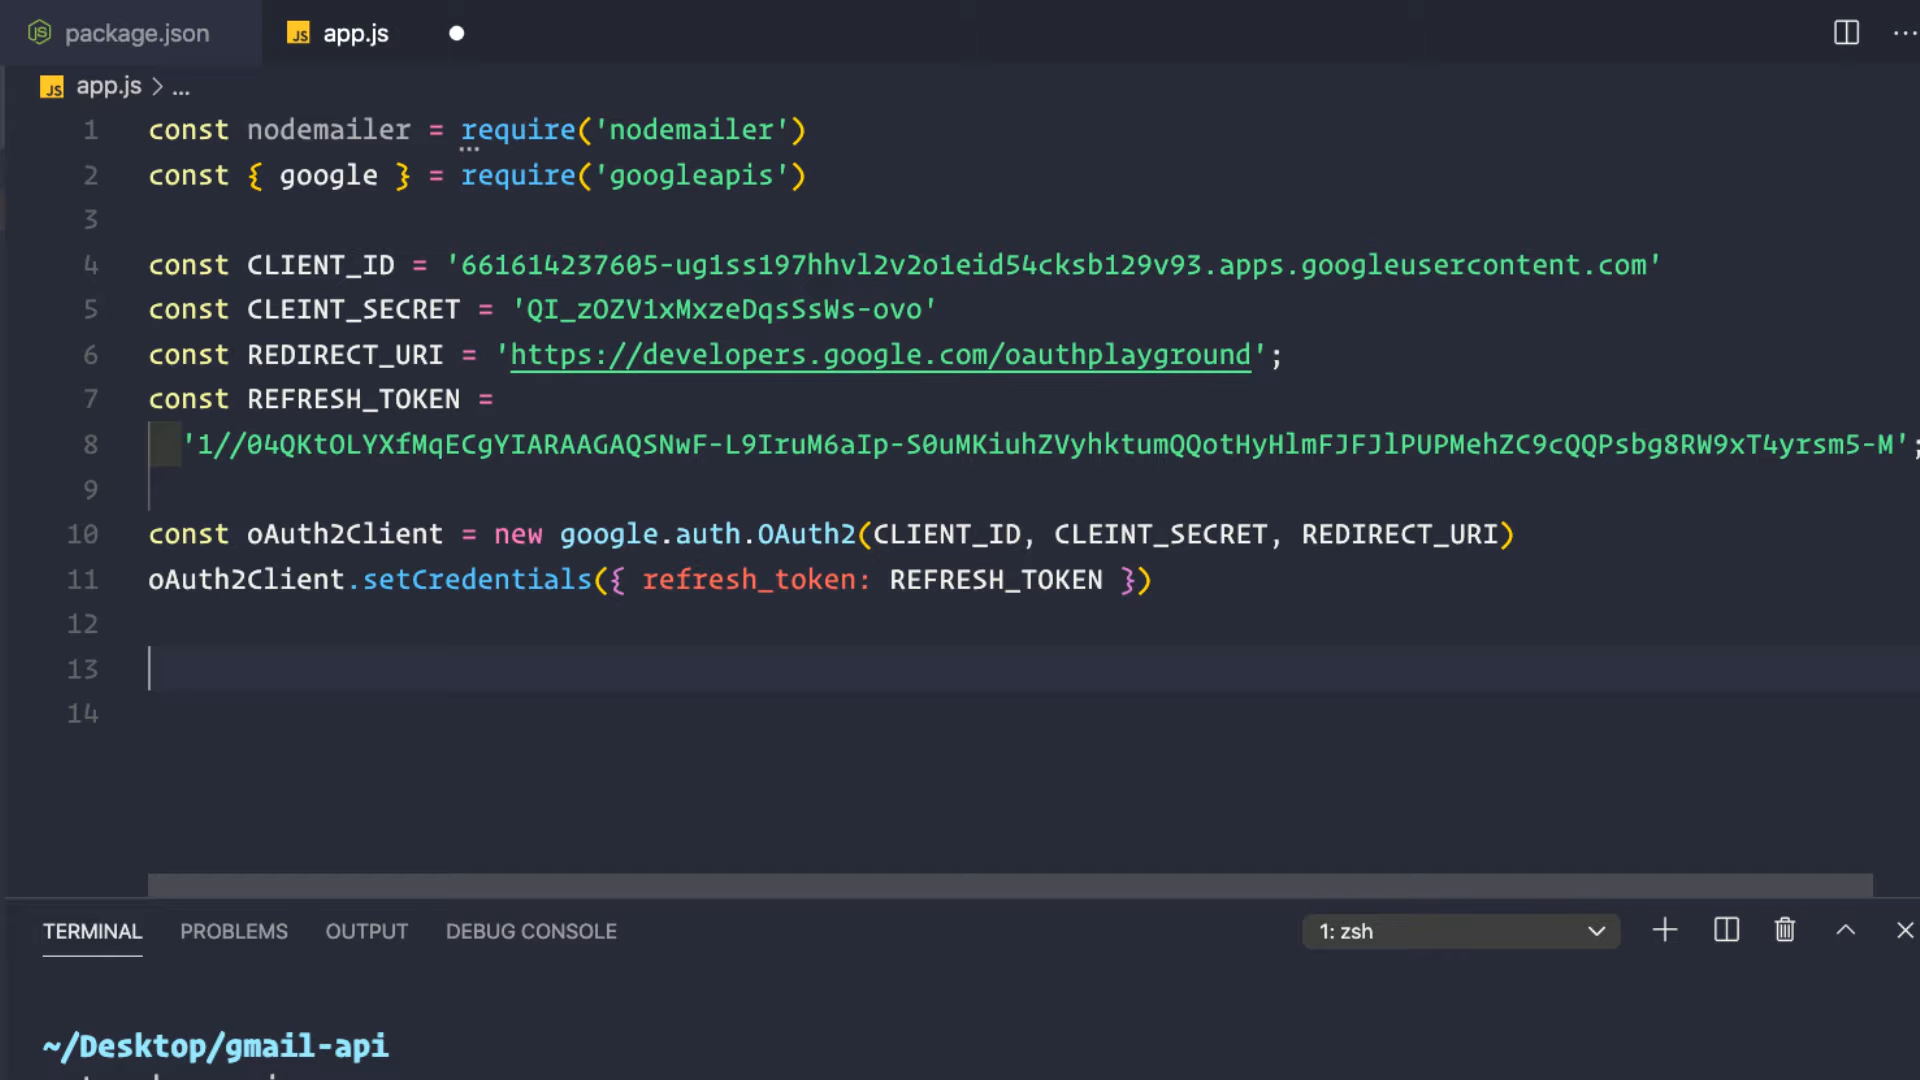 package.json
app.js
app.js > ...
1 const nodemailer = require('nodemailer')
2 const { google } = require('googleapis')
3
4 const CLIENT_ID = '661614237605-ug1ss197hhvl2v2o1eid54cksb129v93.apps.googleusercontent.com'
5 const CLEINT_SECRET = 'QI_zOZV1xMxzeDqsSsWs-ovo'
6 const REDIRECT_URI = 'https://developers.google.com/oauthplayground';
7 const REFRESH_TOKEN =
8 '1//04QKtOLYXfMqECgYIARAAGAQSNwF-L9IruM6aIp-S0uMKiuhZVyhktumQQotHyHlmFJFJlPUPMehZC9cQQPsbg8RW9xT4yrsm5-M';
9
10 const oAuth2Client = new google.auth.OAuth2(CLIENT_ID, CLEINT_SECRET, REDIRECT_URI)
11 oAuth2Client.setCredentials({ refresh_token: REFRESH_TOKEN })
12
13
14
TERMINAL PROBLEMS OUTPUT DEBUG CONSOLE 1: zsh
~/Desktop/gmail-api